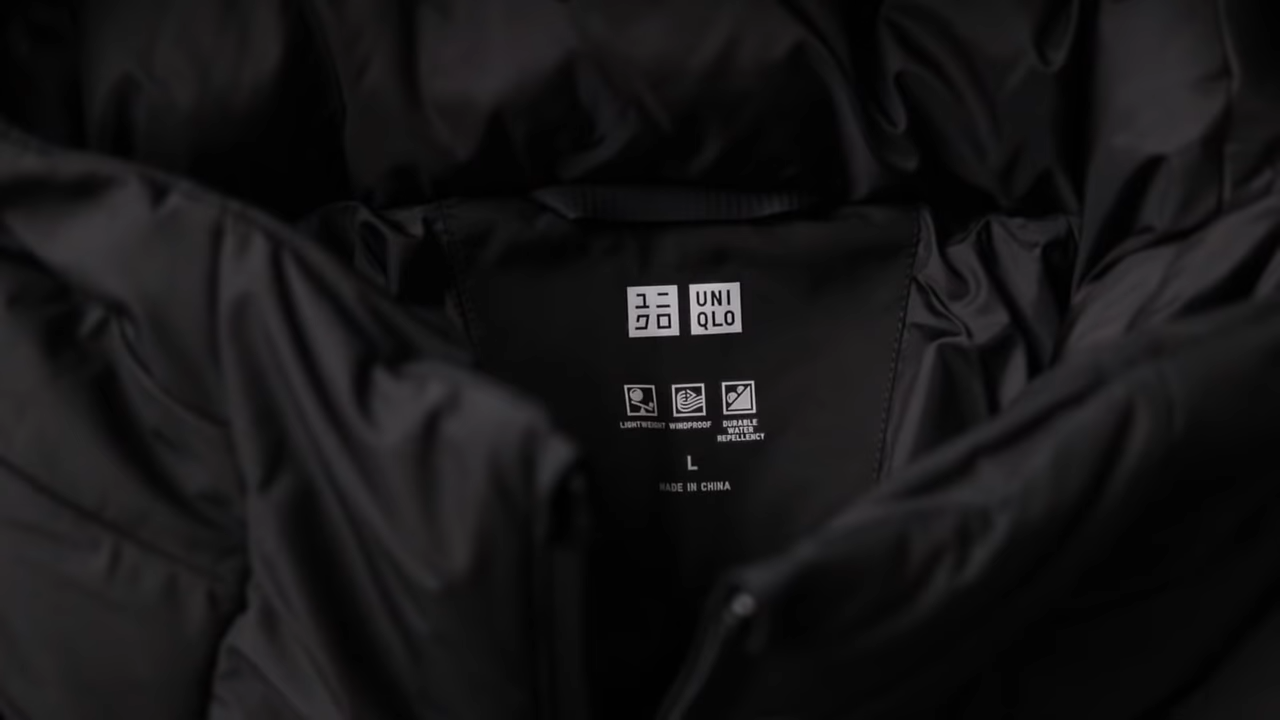 ユニ
クロ
UNI
QLO
LIGHTWEIGHT
WINDPROOF
DURABLE
WATER
REPELLENCY
L
MADE IN CHINA